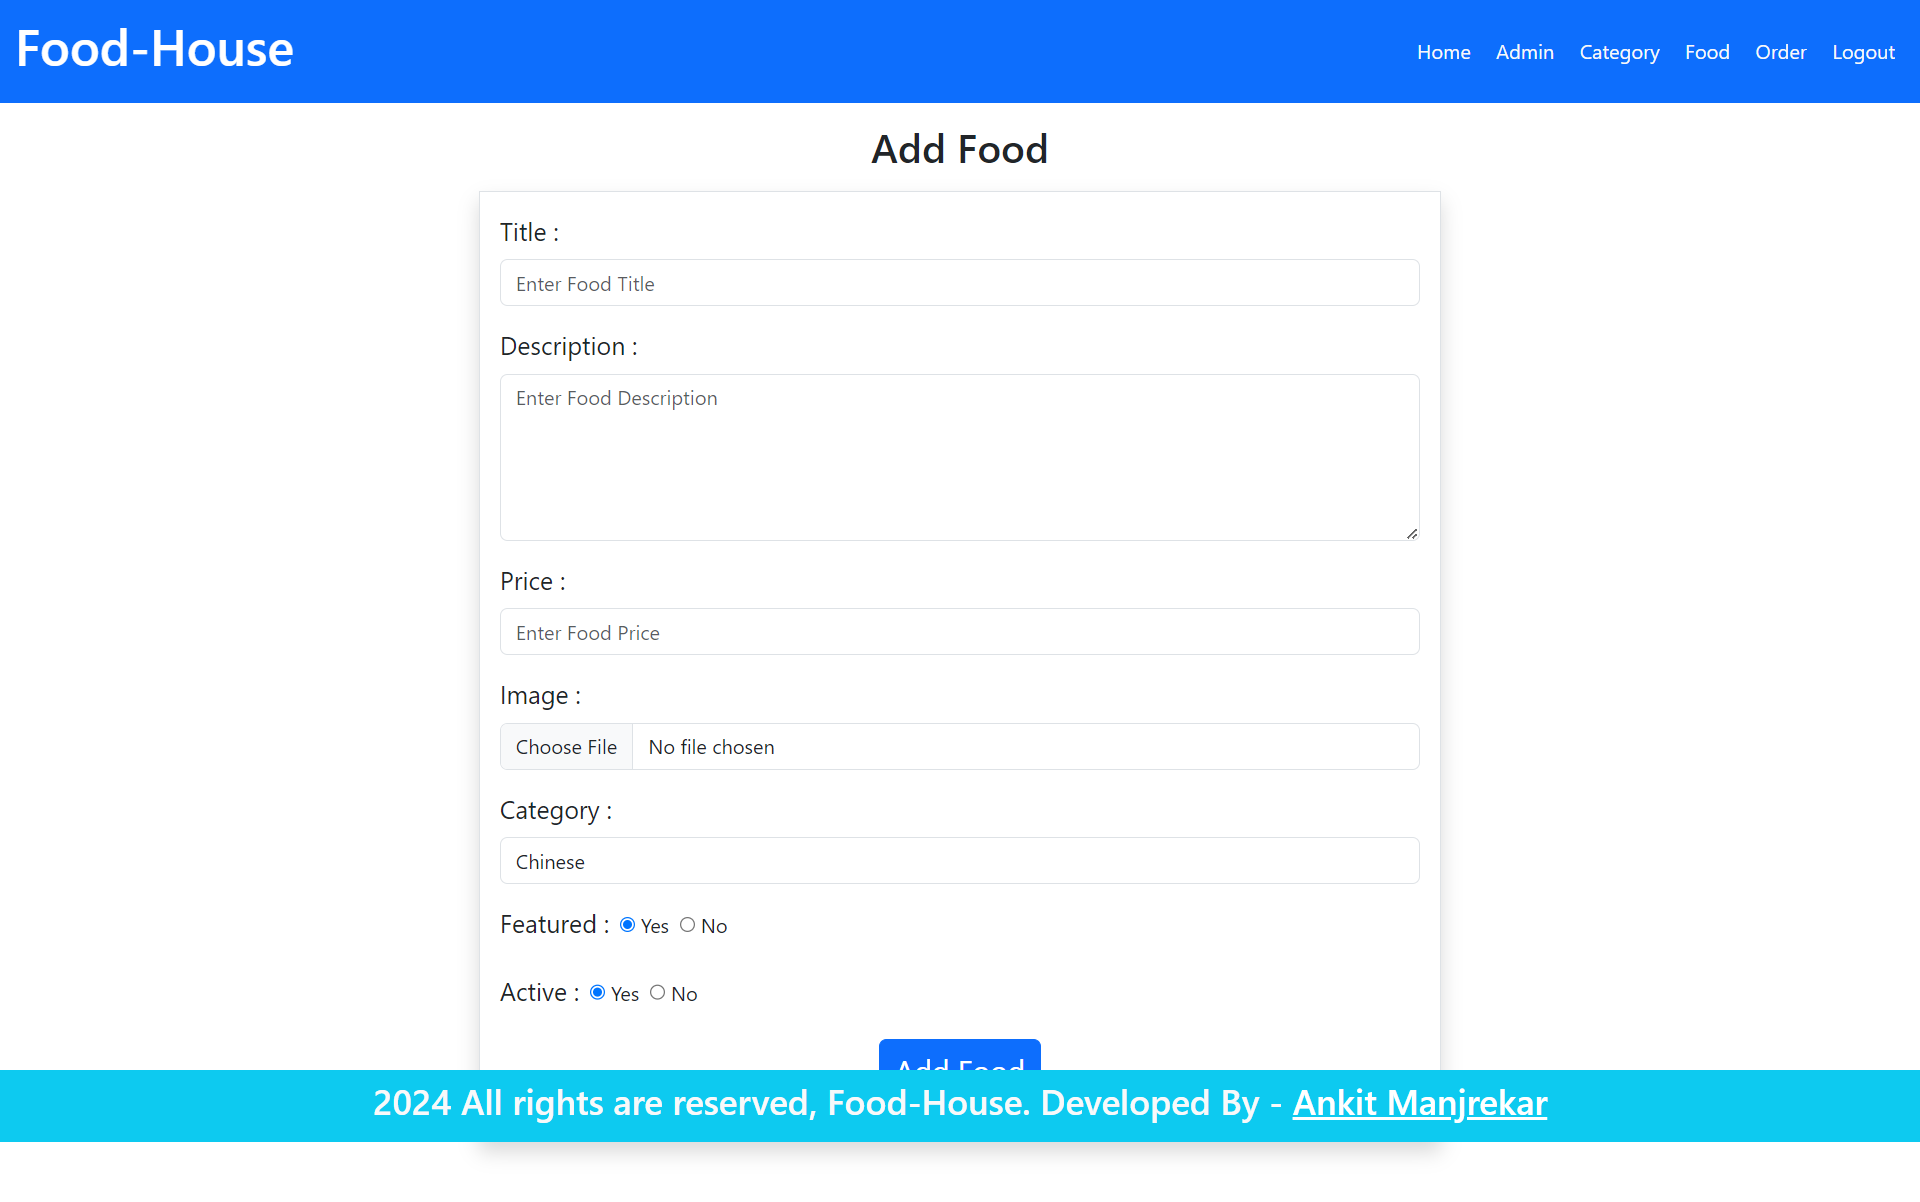 Food-House
Home Admin Category Food Order Logout
Add Food
Title :
Enter Food Title
Description :
Enter Food Description
Price :
Enter Food Price
Image :
Choose File No file chosen
Category :
Chinese
Featured : Yes No
Active : Yes No
Add Food
2024 All rights are reserved, Food-House. Developed By - Ankit Manjrekar